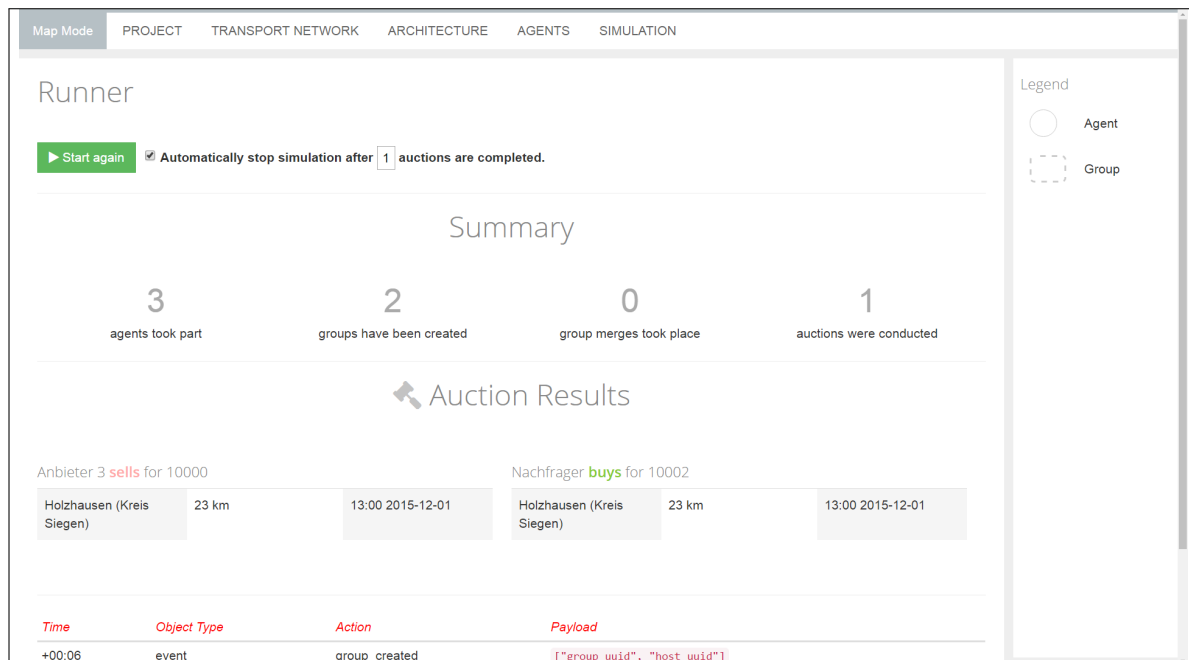 Map Mode PROJECT TRANSPORT NETWORK ARCHITECTURE AGENTS SIMULATION
Runner
Start again Automatically stop simulation after 1 auctions are completed.
Summary
3 2 0 1
agents took part groups have been created group merges took place auctions were conducted
Auction Results
Anbieter 3 sells for 10000 Nachfrager buys for 10002
Holzhausen (Kreis 23 km 13:00 2015-12-01 Holzhausen (Kreis 23 km 13:00 2015-12-01
Siegen) Siegen)
Time Object Type Action Payload
+00:06 event group_created ["group_uuid", "host_uuid"]
Legend
Agent
Group